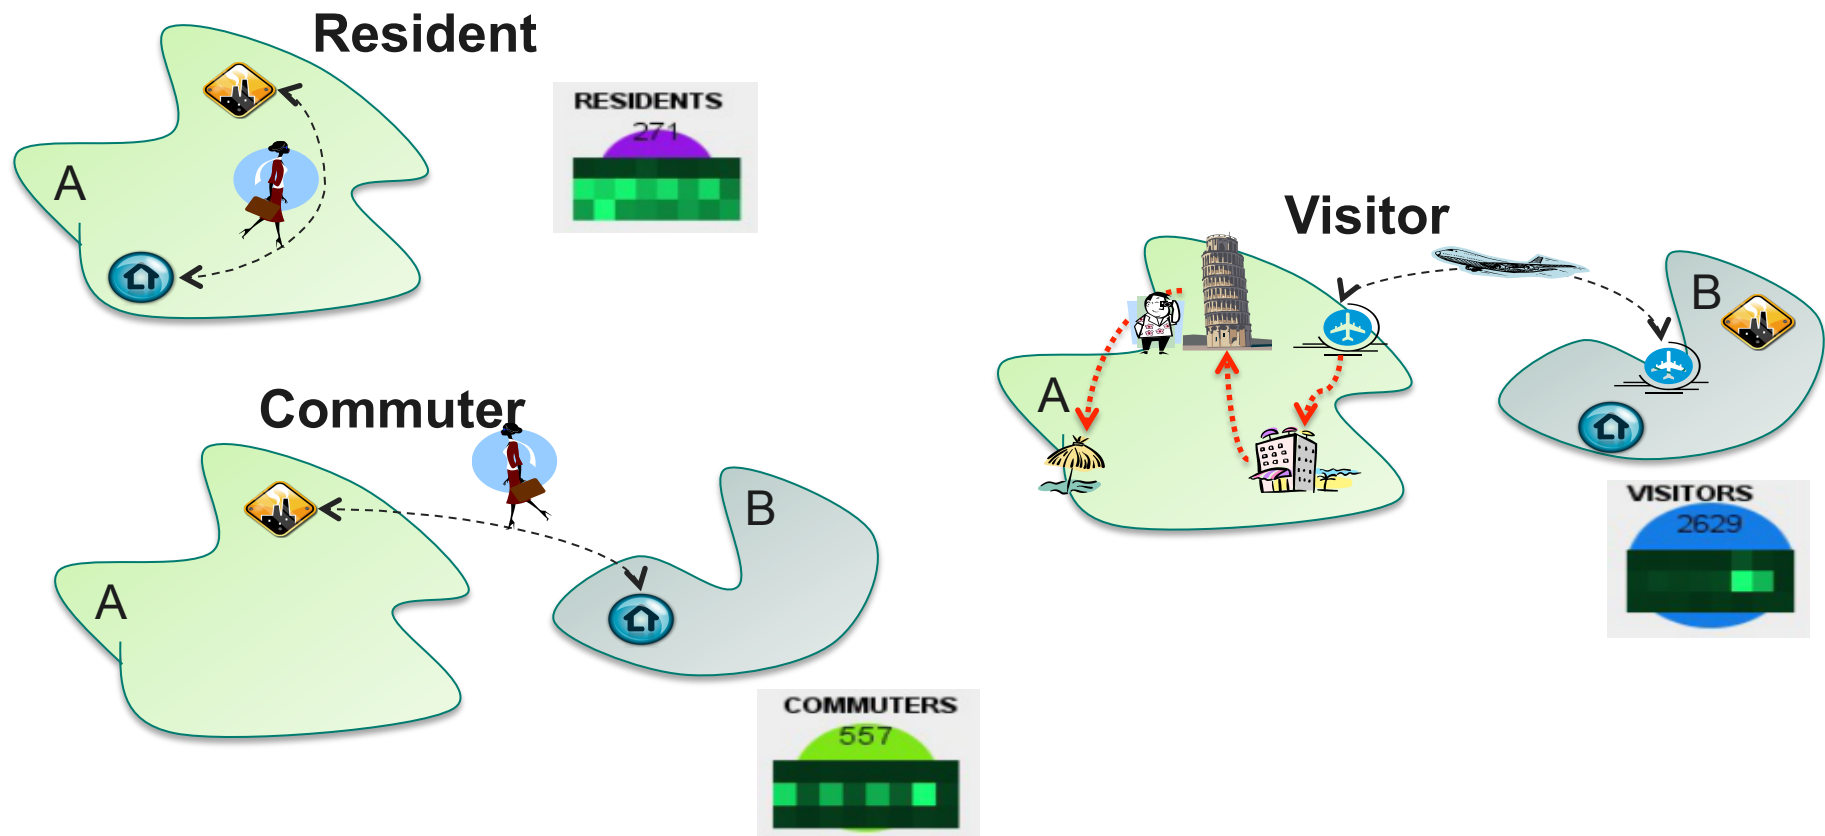 Resident
RESIDENTS
271
A
Visitor
B
A
Commuter
VISITORS
2629
B
A
COMMUTERS
557